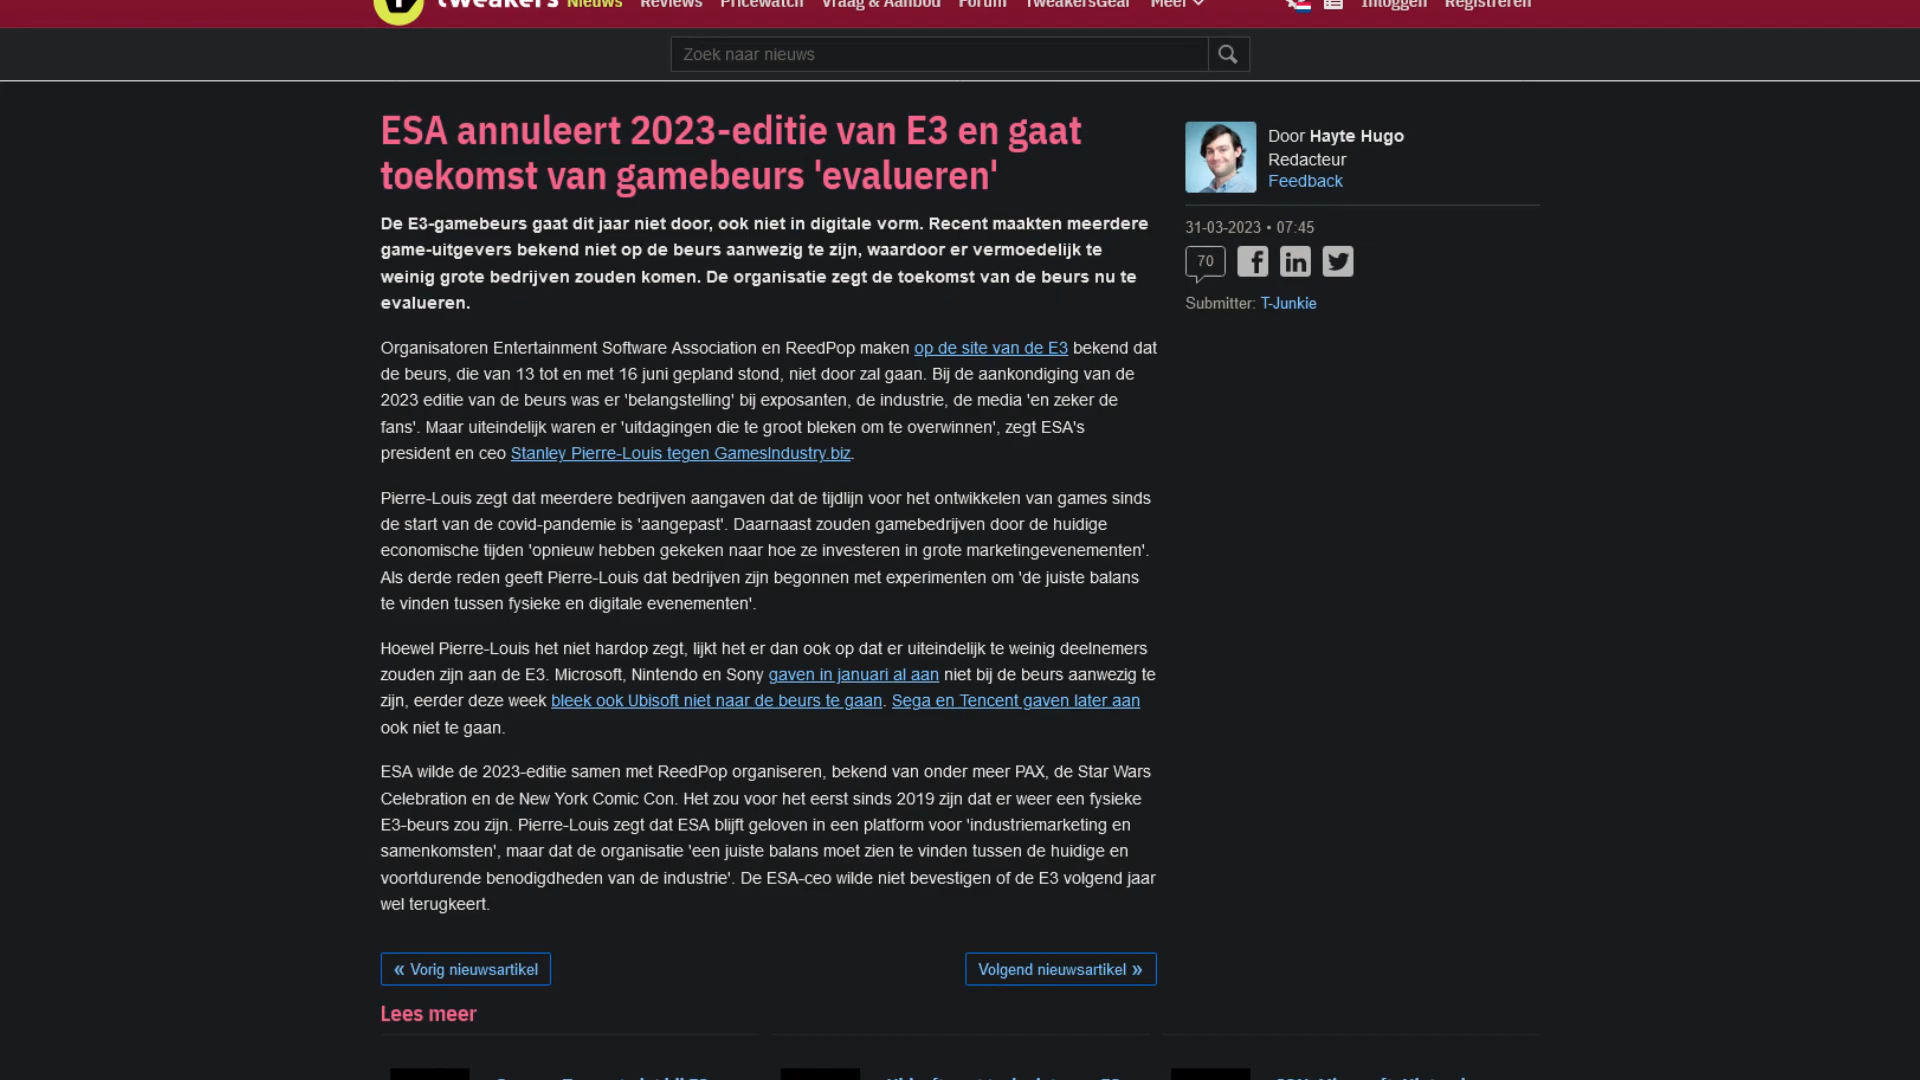 tweakers Nieuws Reviews Pricewatch Vraag & Aanbod Forum TweakersGear Meer Inloggen Registreren
Zoek naar nieuws
ESA annuleert 2023-editie van E3 en gaat
toekomst van gamebeurs 'evalueren'
Door Hayte Hugo
Redacteur
Feedback
31-03-2023 • 07:45
70
Submitter: T-Junkie
De E3-gamebeurs gaat dit jaar niet door, ook niet in digitale vorm. Recent maakten meerdere
game-uitgevers bekend niet op de beurs aanwezig te zijn, waardoor er vermoedelijk te
weinig grote bedrijven zouden komen. De organisatie zegt de toekomst van de beurs nu te
evalueren.
Organisatoren Entertainment Software Association en ReedPop maken op de site van de E3 bekend dat
de beurs, die van 13 tot en met 16 juni gepland stond, niet door zal gaan. Bij de aankondiging van de
2023 editie van de beurs was er 'belangstelling' bij exposanten, de industrie, de media 'en zeker de
fans'. Maar uiteindelijk waren er 'uitdagingen die te groot bleken om te overwinnen', zegt ESA's
president en ceo Stanley Pierre-Louis tegen GamesIndustry.biz.
Pierre-Louis zegt dat meerdere bedrijven aangaven dat de tijdlijn voor het ontwikkelen van games sinds
de start van de covid-pandemie is 'aangepast'. Daarnaast zouden gamebedrijven door de huidige
economische tijden 'opnieuw hebben gekeken naar hoe ze investeren in grote marketingevenementen'.
Als derde reden geeft Pierre-Louis dat bedrijven zijn begonnen met experimenten om 'de juiste balans
te vinden tussen fysieke en digitale evenementen'.
Hoewel Pierre-Louis het niet hardop zegt, lijkt het er dan ook op dat er uiteindelijk te weinig deelnemers
zouden zijn aan de E3. Microsoft, Nintendo en Sony gaven in januari al aan niet bij de beurs aanwezig te
zijn, eerder deze week bleek ook Ubisoft niet naar de beurs te gaan. Sega en Tencent gaven later aan
ook niet te gaan.
ESA wilde de 2023-editie samen met ReedPop organiseren, bekend van onder meer PAX, de Star Wars
Celebration en de New York Comic Con. Het zou voor het eerst sinds 2019 zijn dat er weer een fysieke
E3-beurs zou zijn. Pierre-Louis zegt dat ESA blijft geloven in een platform voor 'industriemarketing en
samenkomsten', maar dat de organisatie 'een juiste balans moet zien te vinden tussen de huidige en
voortdurende benodigdheden van de industrie'. De ESA-ceo wilde niet bevestigen of de E3 volgend jaar
wel terugkeert.
« Vorig nieuwsartikel
Volgend nieuwsartikel »
Lees meer